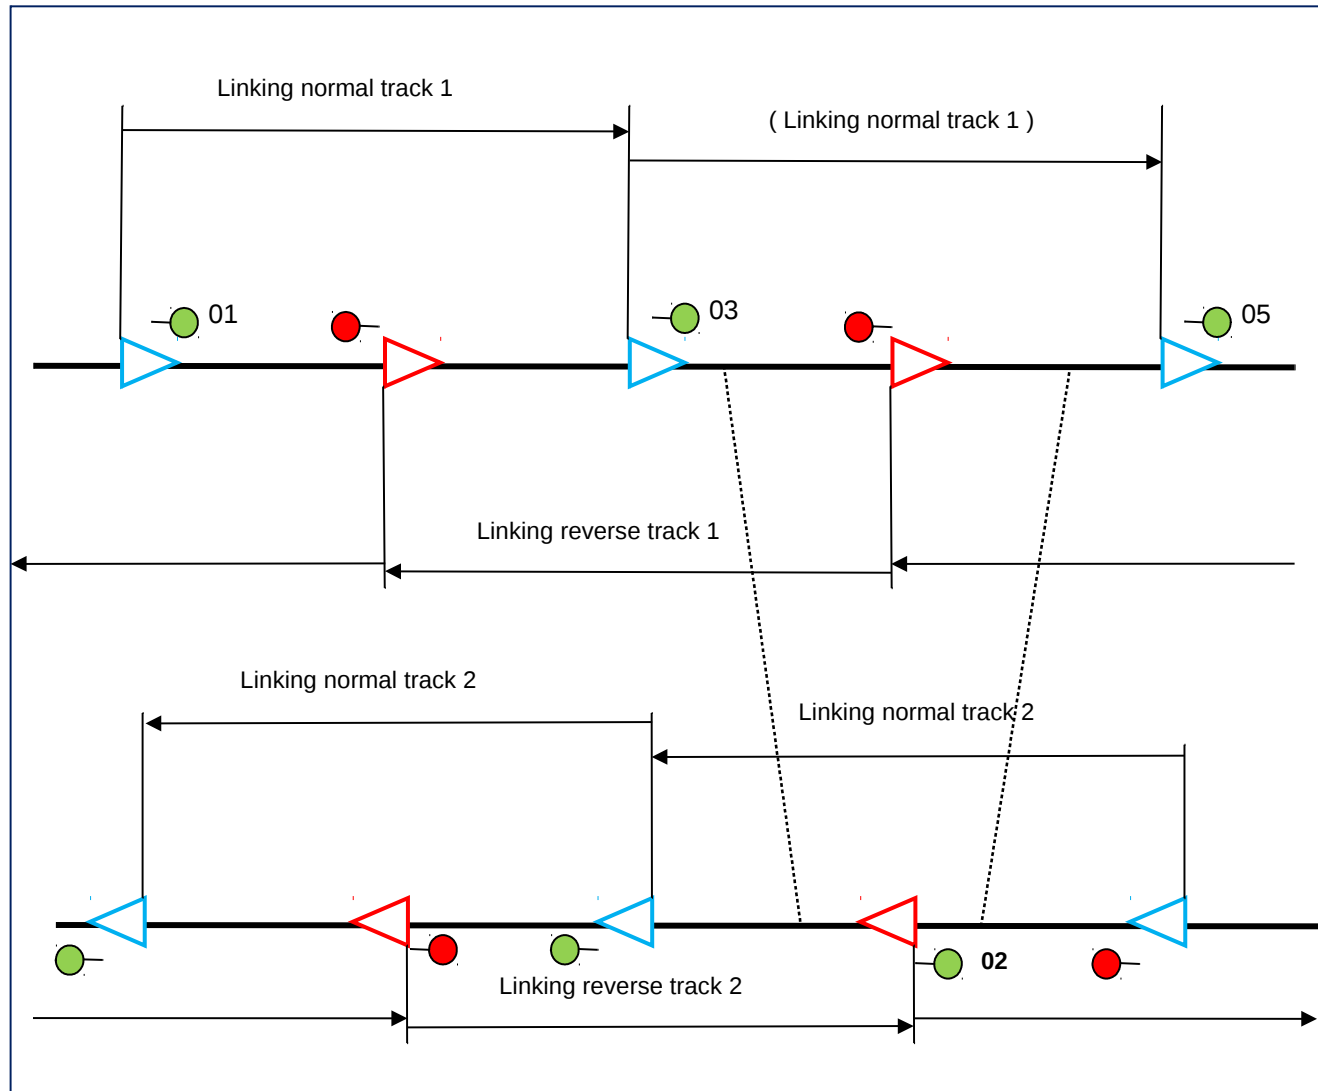 Linking normal track 1
( Linking normal track 1 )
01
03
05
Linking reverse track 1
Linking normal track 2
Linking normal track 2
02
Linking reverse track 2